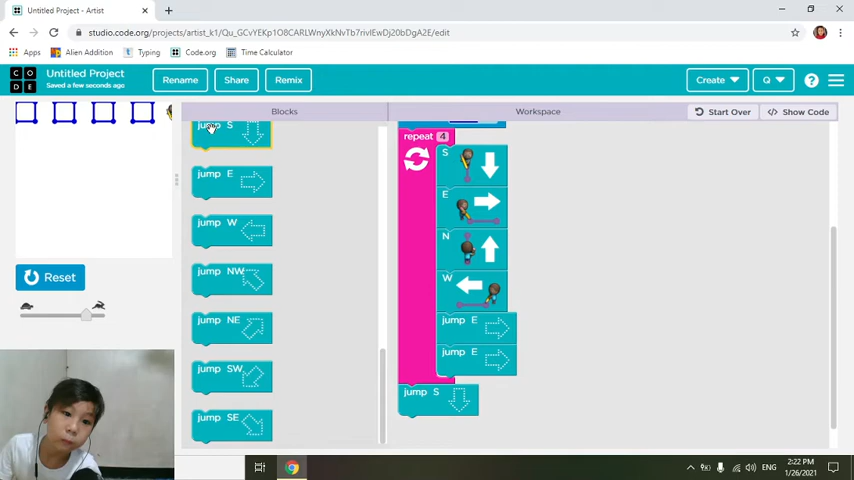 Untitled Project - Artist
studio.code.org/projects/artist_k1/Qu_GCvYEKp1O8CARLWnyXkNvTb7rivIEwDj20bDgA2E/edit
Apps Alien Addition Typing Code.org Time Calculator
CODE
Untitled Project
Saved a few seconds ago
Rename Share Remix Create Q ?
Blocks Workspace Start Over </> Show Code
jump S
jump E
jump W
jump NW
jump NE
jump SW
jump SE
repeat 4
S
E
N
W
jump E
jump E
jump S
Reset
ENG
2:22 PM
1/26/2021